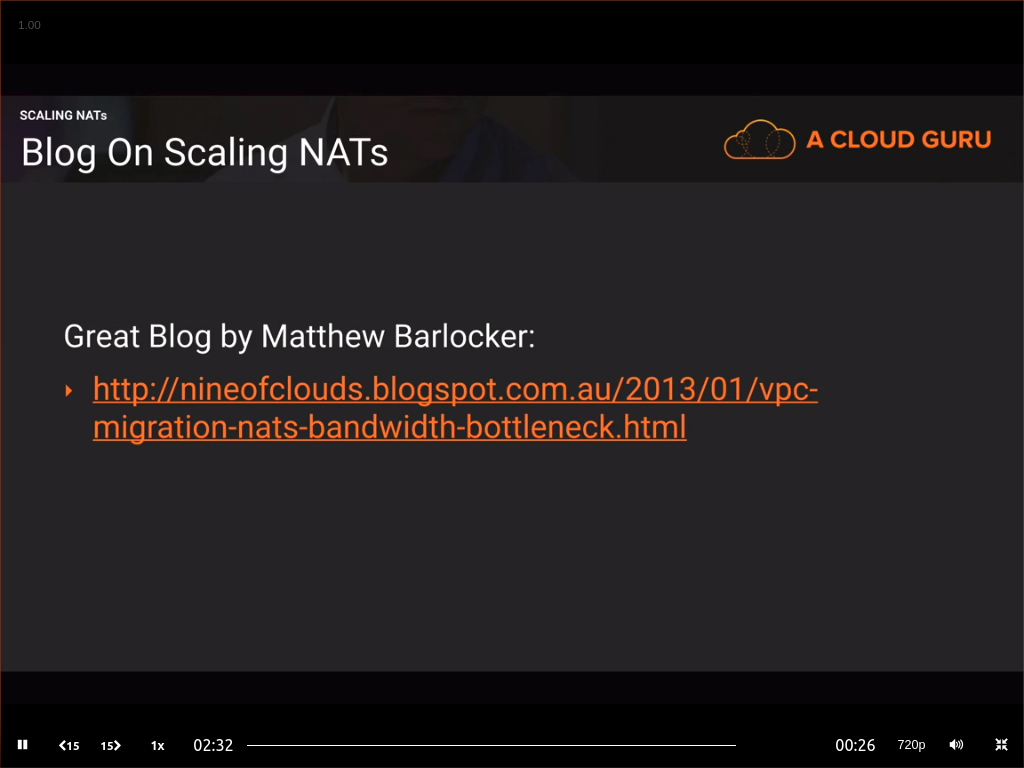 1.00
SCALING NATs
Blog On Scaling NATs
A CLOUD GURU
Great Blog by Matthew Barlocker:
http://nineofclouds.blogspot.com.au/2013/01/vpc-
migration-nats-bandwidth-bottleneck.html
15 15 1x 02:32 00:26 720p